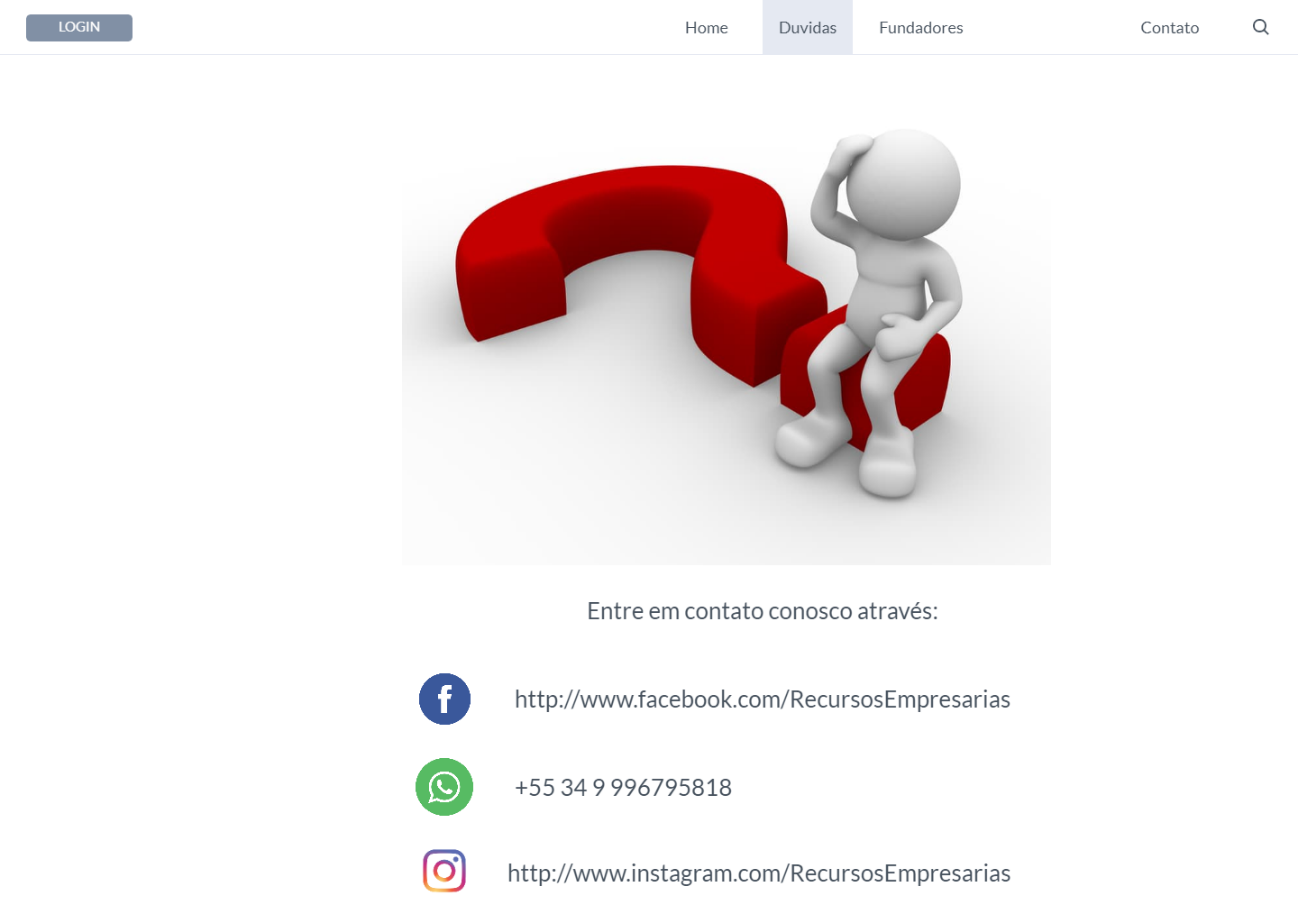 LOGIN
Home
Duvidas
Fundadores
Contato
Entre em contato conosco através:
http://www.facebook.com/RecursosEmpresarias
+55 34 9 996795818
http://www.instagram.com/RecursosEmpresarias